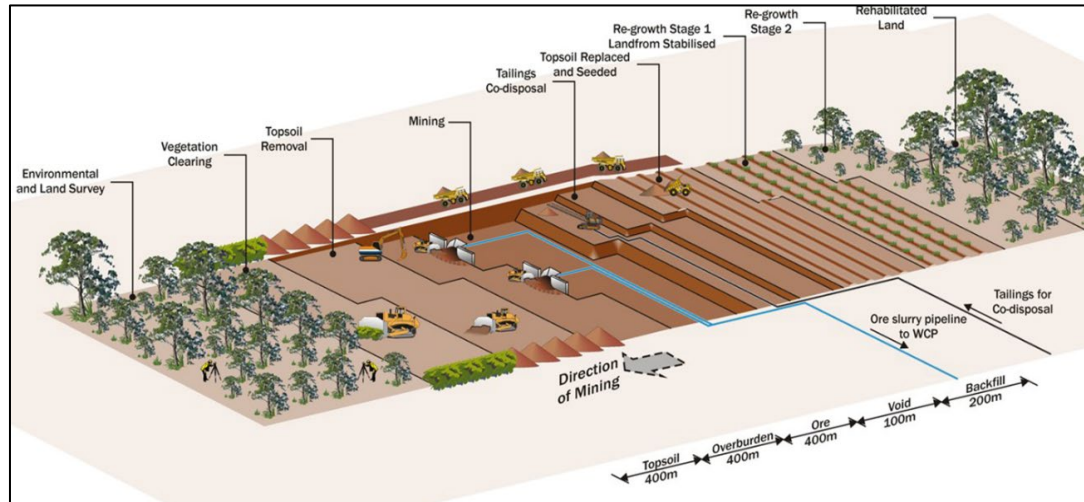 Environmental
and Land Survey
Vegetation
Clearing
Topsoil
Removal
Mining
Tailings
Co-disposal
Topsoil Replaced
and Seeded
Re-growth Stage 1
Landfrom Stabilised
Re-growth
Stage 2
Rehabilitated
Land
Direction
of Mining
Ore slurry pipeline
to WCP
Tailings for
Co-disposal
Topsoil
400m
Overburden
400m
Ore
400m
Void
100m
Backfill
200m